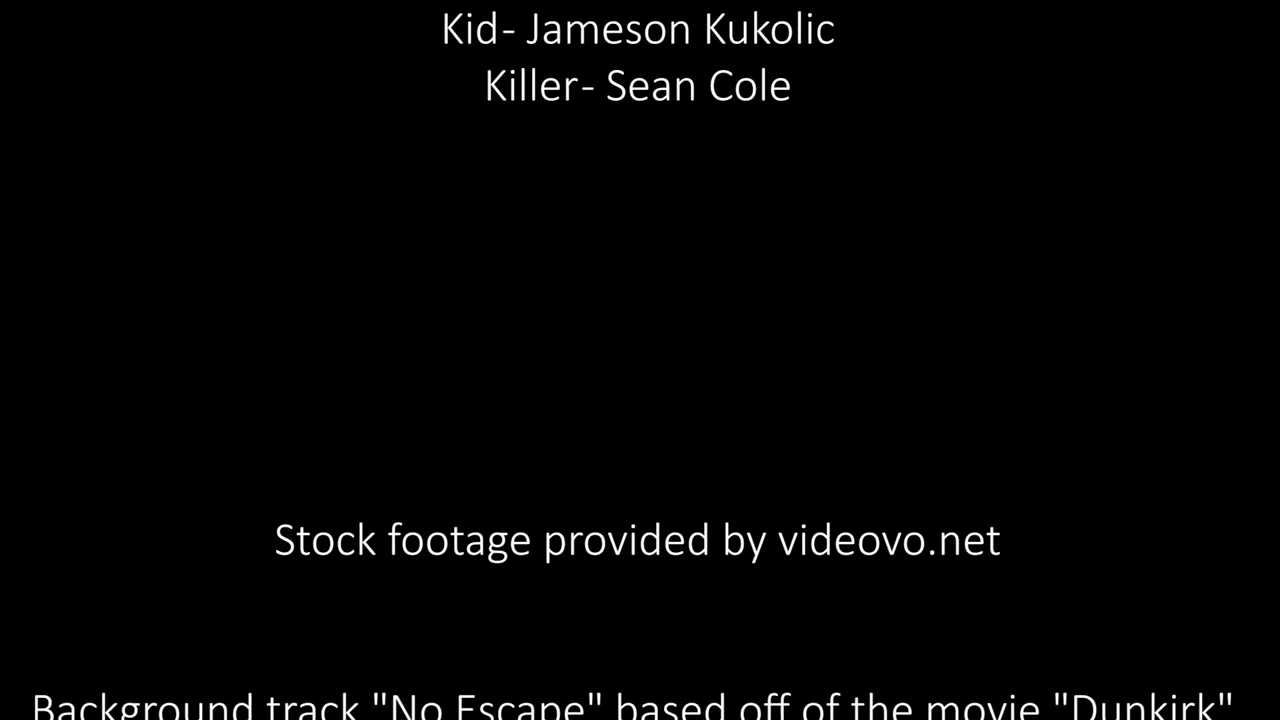 Kid- Jameson Kukolic
Killer- Sean Cole
Stock footage provided by videovo.net
Background track "No Escape" based off of the movie "Dunkirk"